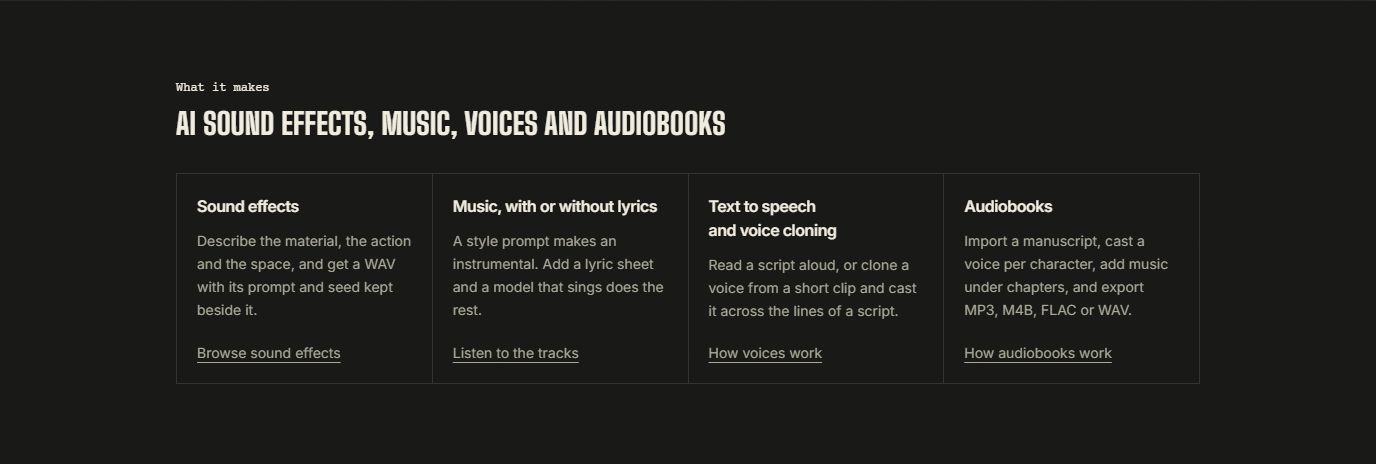 What it makes
AI SOUND EFFECTS, MUSIC, VOICES AND AUDIOBOOKS
Sound effects
Describe the material, the action
and the space, and get a WAV
with its prompt and seed kept
beside it.
Browse sound effects
Music, with or without lyrics
A style prompt makes an
instrumental. Add a lyric sheet
and a model that sings does the
rest.
Listen to the tracks
Text to speech
and voice cloning
Read a script aloud, or clone a
voice from a short clip and cast
it across the lines of a script.
How voices work
Audiobooks
Import a manuscript, cast a
voice per character, add music
under chapters, and export
MP3, M4B, FLAC or WAV.
How audiobooks work